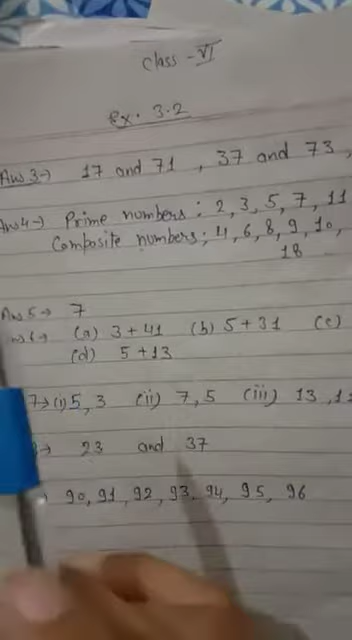 Class - VI
Ex. 3.2
Ans 3→ 17 and 71 , 37 and 73,
Ans 4→ Prime numbers : 2, 3, 5, 7, 11
Composite numbers; 4, 6, 8, 9, 10,
18
Ans 5→ 7
(a) 3 + 41 (b) 5 + 31 (c)
(d) 5 + 13
7→ (i) 5, 3 (ii) 7, 5 (iii) 13 ,
23 and 37
90, 91, 92, 93, 94, 95, 96